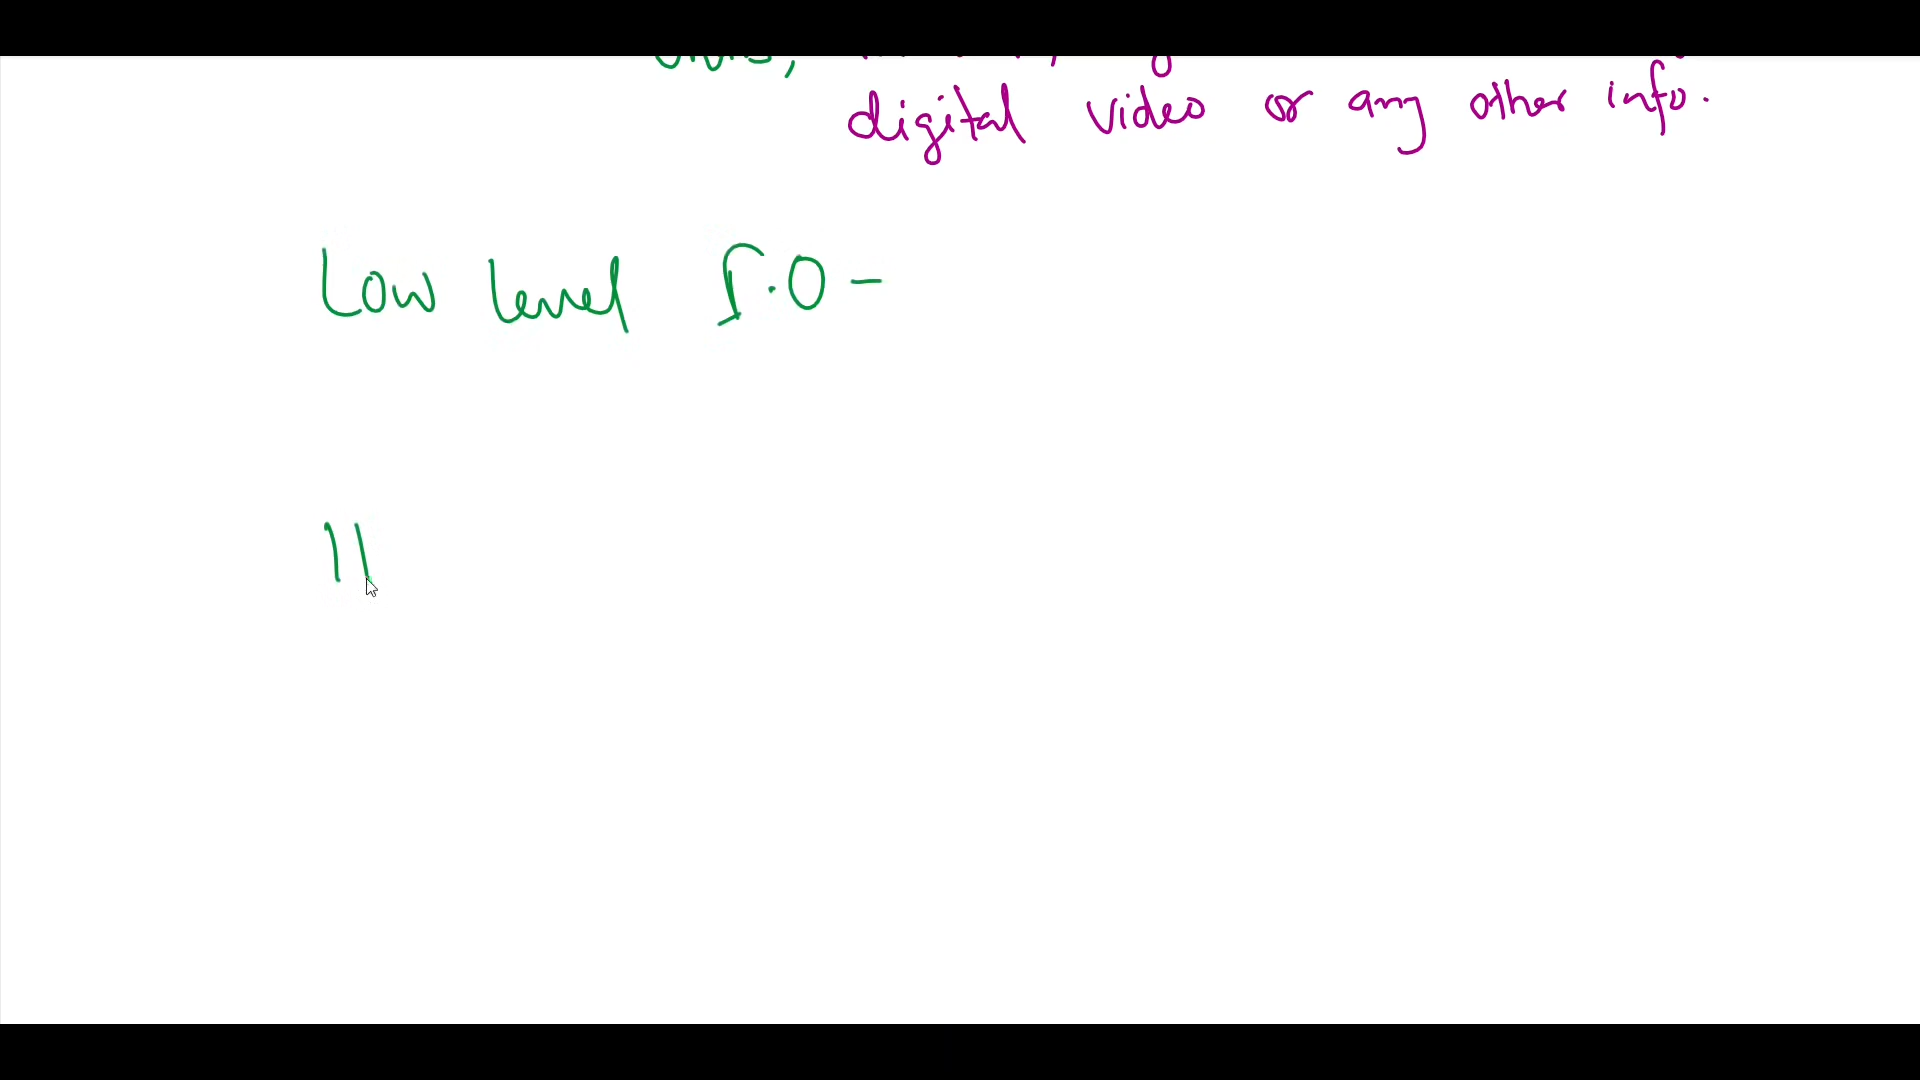 digital video or any other info.
Low level I.O -